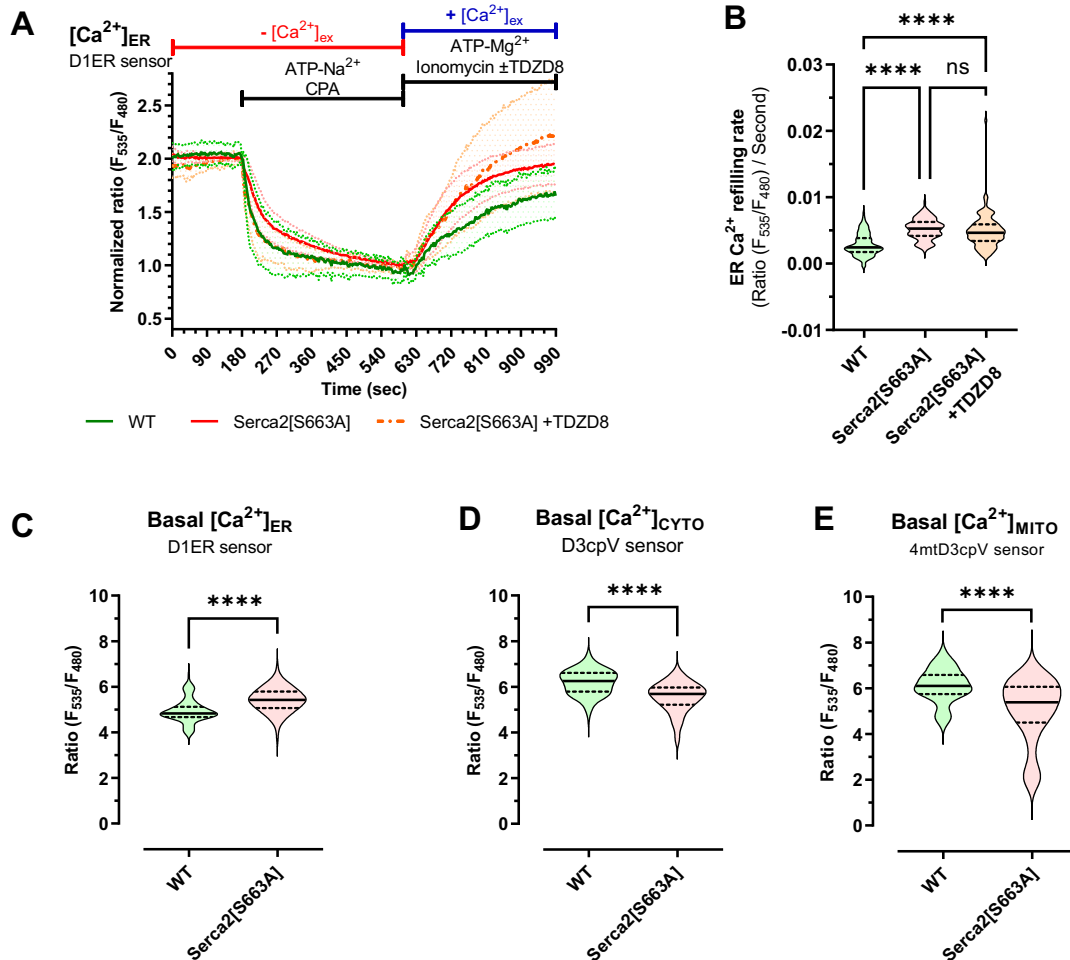 A
[Ca²⁺]ER
D1ER sensor
- [Ca²⁺]ex
+ [Ca²⁺]ex
ATP-Na²⁺
CPA
ATP-Mg²⁺
Ionomycin ±TDZD8
Normalized ratio (F535/F480)
2.5
2.0
1.5
1.0
0.5
0
90
180
270
360
450
540
630
720
810
900
990
Time (sec)
WT
Serca2[S663A]
Serca2[S663A] +TDZD8
B
****
****
ns
ER Ca²⁺ refilling rate
(Ratio (F535/F480) / Second)
0.03
0.02
0.01
0.00
-0.01
WT
Serca2[S663A]
Serca2[S663A]
+TDZD8
C
Basal [Ca²⁺]ER
D1ER sensor
****
Ratio (F535/F480)
10
8
6
4
2
0
WT
Serca2[S663A]
D
Basal [Ca²⁺]CYTO
D3cpV sensor
****
Ratio (F535/F480)
10
8
6
4
2
0
WT
Serca2[S663A]
E
Basal [Ca²⁺]MITO
4mtD3cpV sensor
****
Ratio (F535/F480)
10
8
6
4
2
0
WT
Serca2[S663A]